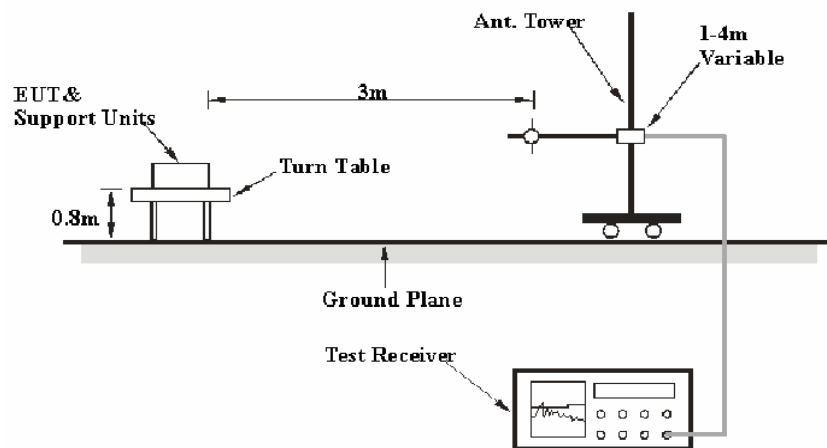 Ant. Tower
1-4m
Variable
3m
EUT&
Support Units
Turn Table
0.8m
Ground Plane
Test Receiver